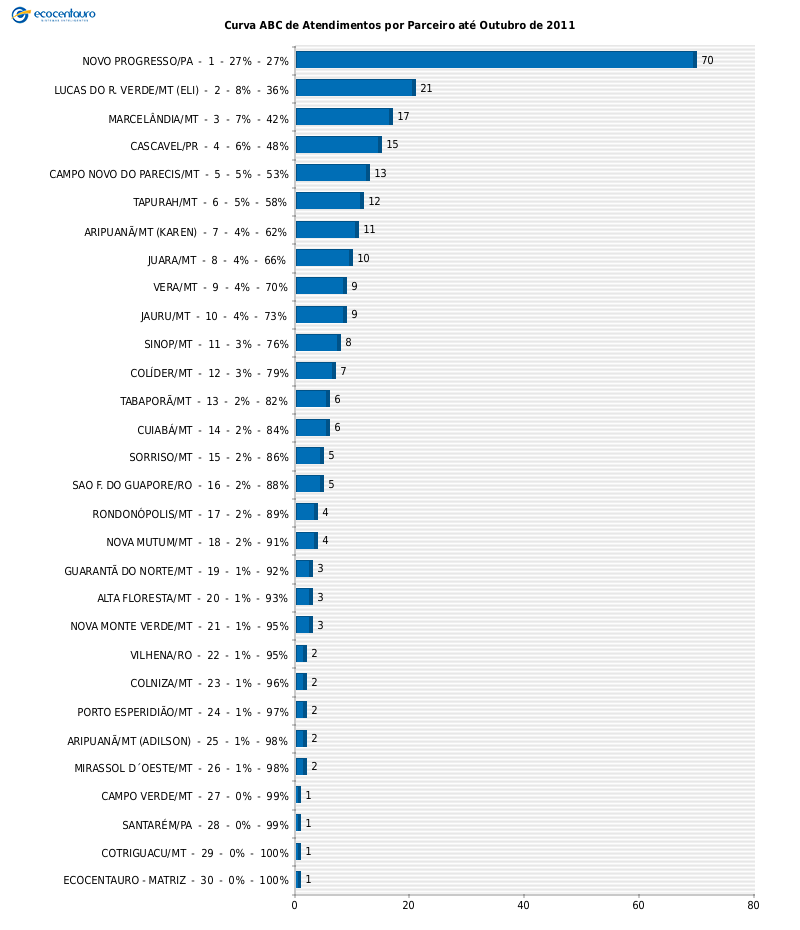 ecocentauro
Curva ABC de Atendimentos por Parceiro até Outubro de 2011
NOVO PROGRESSO/PA - 1 - 27% - 27% 70
LUCAS DO R. VERDE/MT (ELI) - 2 - 8% - 36% 21
MARCELÂNDIA/MT - 3 - 7% - 42% 17
CASCAVEL/PR - 4 - 6% - 48% 15
CAMPO NOVO DO PARECIS/MT - 5 - 5% - 53% 13
TAPURAH/MT - 6 - 5% - 58% 12
ARIPUANÃ/MT (KAREN) - 7 - 4% - 62% 11
JUARA/MT - 8 - 4% - 66% 10
VERA/MT - 9 - 4% - 70% 9
JAURU/MT - 10 - 4% - 73% 9
SINOP/MT - 11 - 3% - 76% 8
COLÍDER/MT - 12 - 3% - 79% 7
TABAPORÃ/MT - 13 - 2% - 82% 6
CUIABÁ/MT - 14 - 2% - 84% 6
SORRISO/MT - 15 - 2% - 86% 5
SAO F. DO GUAPORE/RO - 16 - 2% - 88% 5
RONDONÓPOLIS/MT - 17 - 2% - 89% 4
NOVA MUTUM/MT - 18 - 2% - 91% 4
GUARANTÃ DO NORTE/MT - 19 - 1% - 92% 3
ALTA FLORESTA/MT - 20 - 1% - 93% 3
NOVA MONTE VERDE/MT - 21 - 1% - 95% 3
VILHENA/RO - 22 - 1% - 95% 2
COLNIZA/MT - 23 - 1% - 96% 2
PORTO ESPERIDIÃO/MT - 24 - 1% - 97% 2
ARIPUANÃ/MT (ADILSON) - 25 - 1% - 98% 2
MIRASSOL D´OESTE/MT - 26 - 1% - 98% 2
CAMPO VERDE/MT - 27 - 0% - 99% 1
SANTARÉM/PA - 28 - 0% - 99% 1
COTRIGUACU/MT - 29 - 0% - 100% 1
ECOCENTAURO - MATRIZ - 30 - 0% - 100% 1
0 20 40 60 80